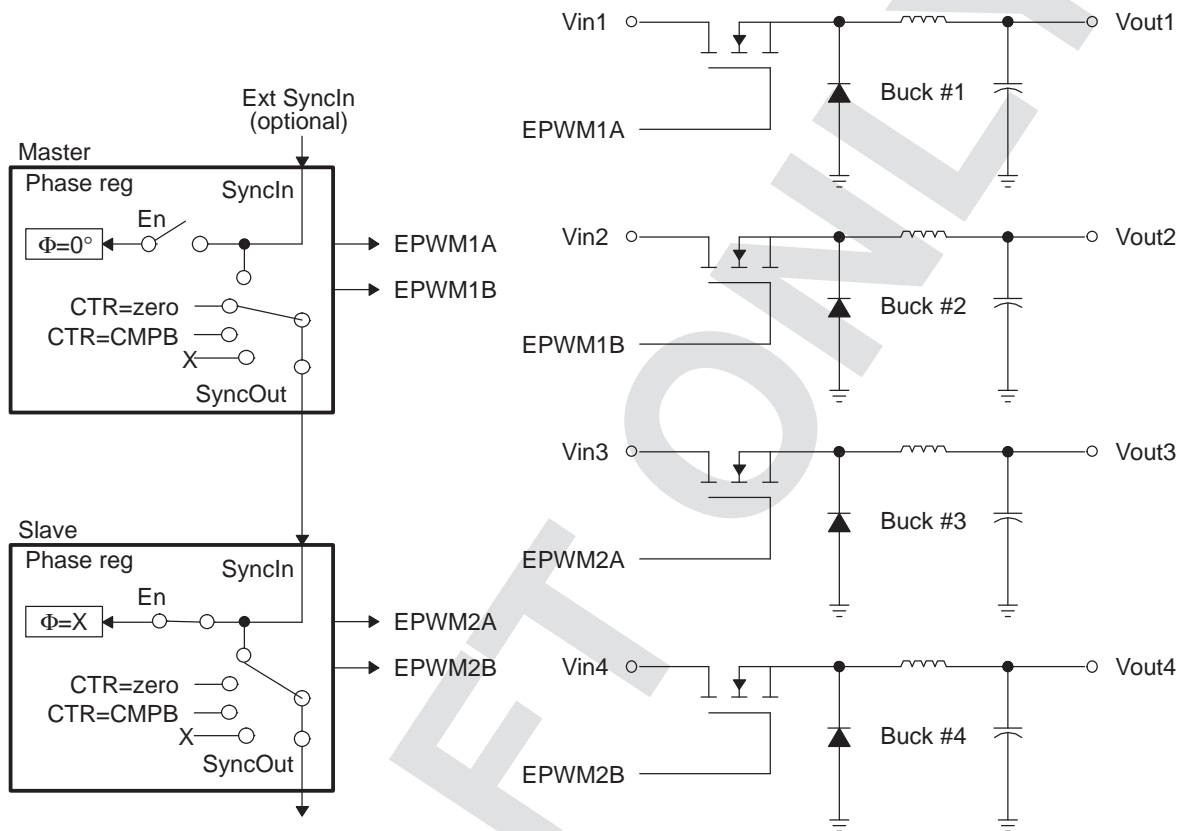 Ext SyncIn
(optional)
Master
Phase reg
SyncIn
En
Φ=0°
CTR=zero
CTR=CMPB
X
SyncOut
EPWM1A
EPWM1B
Slave
Phase reg
SyncIn
En
Φ=X
CTR=zero
CTR=CMPB
X
SyncOut
EPWM2A
EPWM2B
Vin1
Vout1
Buck #1
EPWM1A
Vin2
Vout2
Buck #2
EPWM1B
Vin3
Vout3
Buck #3
EPWM2A
Vin4
Vout4
Buck #4
EPWM2B
FT ONLY